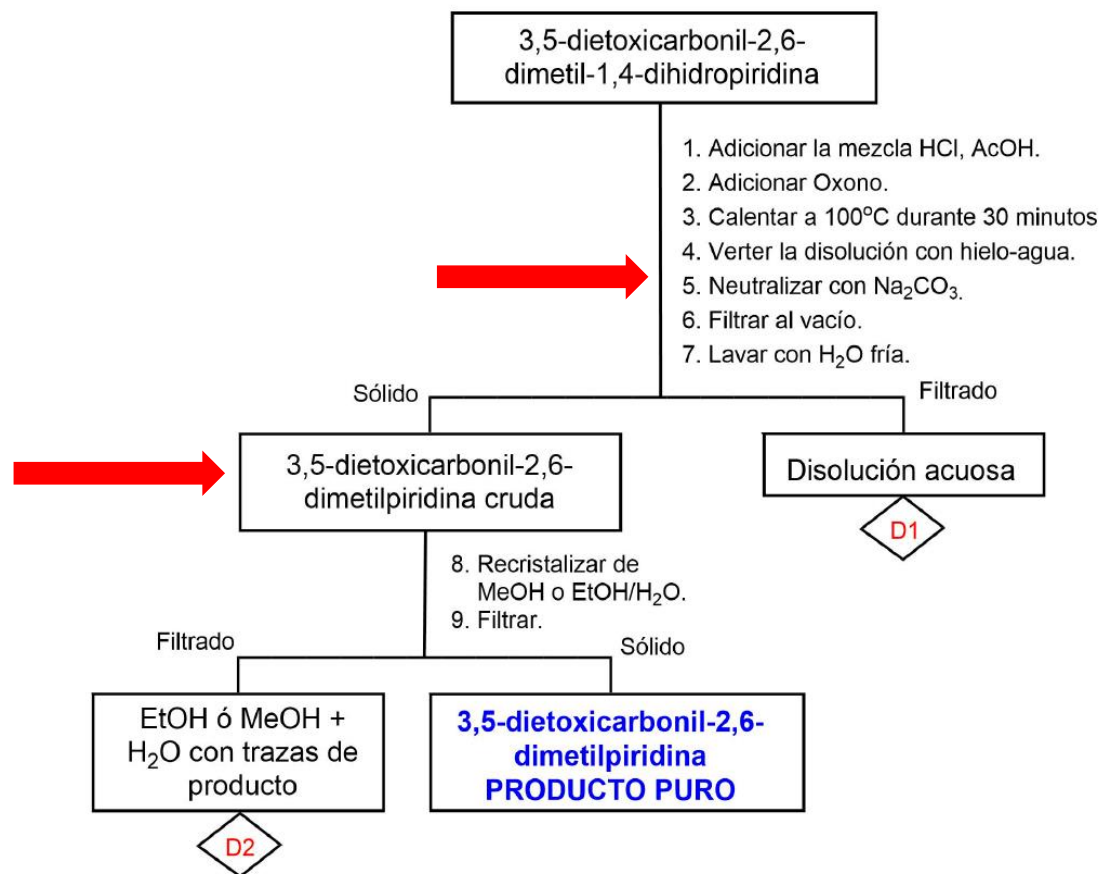 3,5-dietoxicarbonil-2,6-
dimetil-1,4-dihidropiridina
1. Adicionar la mezcla HCl, AcOH.
2. Adicionar Oxono.
3. Calentar a 100°C durante 30 minutos
4. Verter la disolución con hielo-agua.
5. Neutralizar con Na₂CO₃.
6. Filtrar al vacío.
7. Lavar con H₂O fría.
Sólido
Filtrado
3,5-dietoxicarbonil-2,6-
dimetilpiridina cruda
Disolución acuosa
D1
8. Recristalizar de
MeOH o EtOH/H₂O.
9. Filtrar.
Filtrado
Sólido
EtOH ó MeOH +
H₂O con trazas de
producto
3,5-dietoxicarbonil-2,6-
dimetilpiridina
PRODUCTO PURO
D2